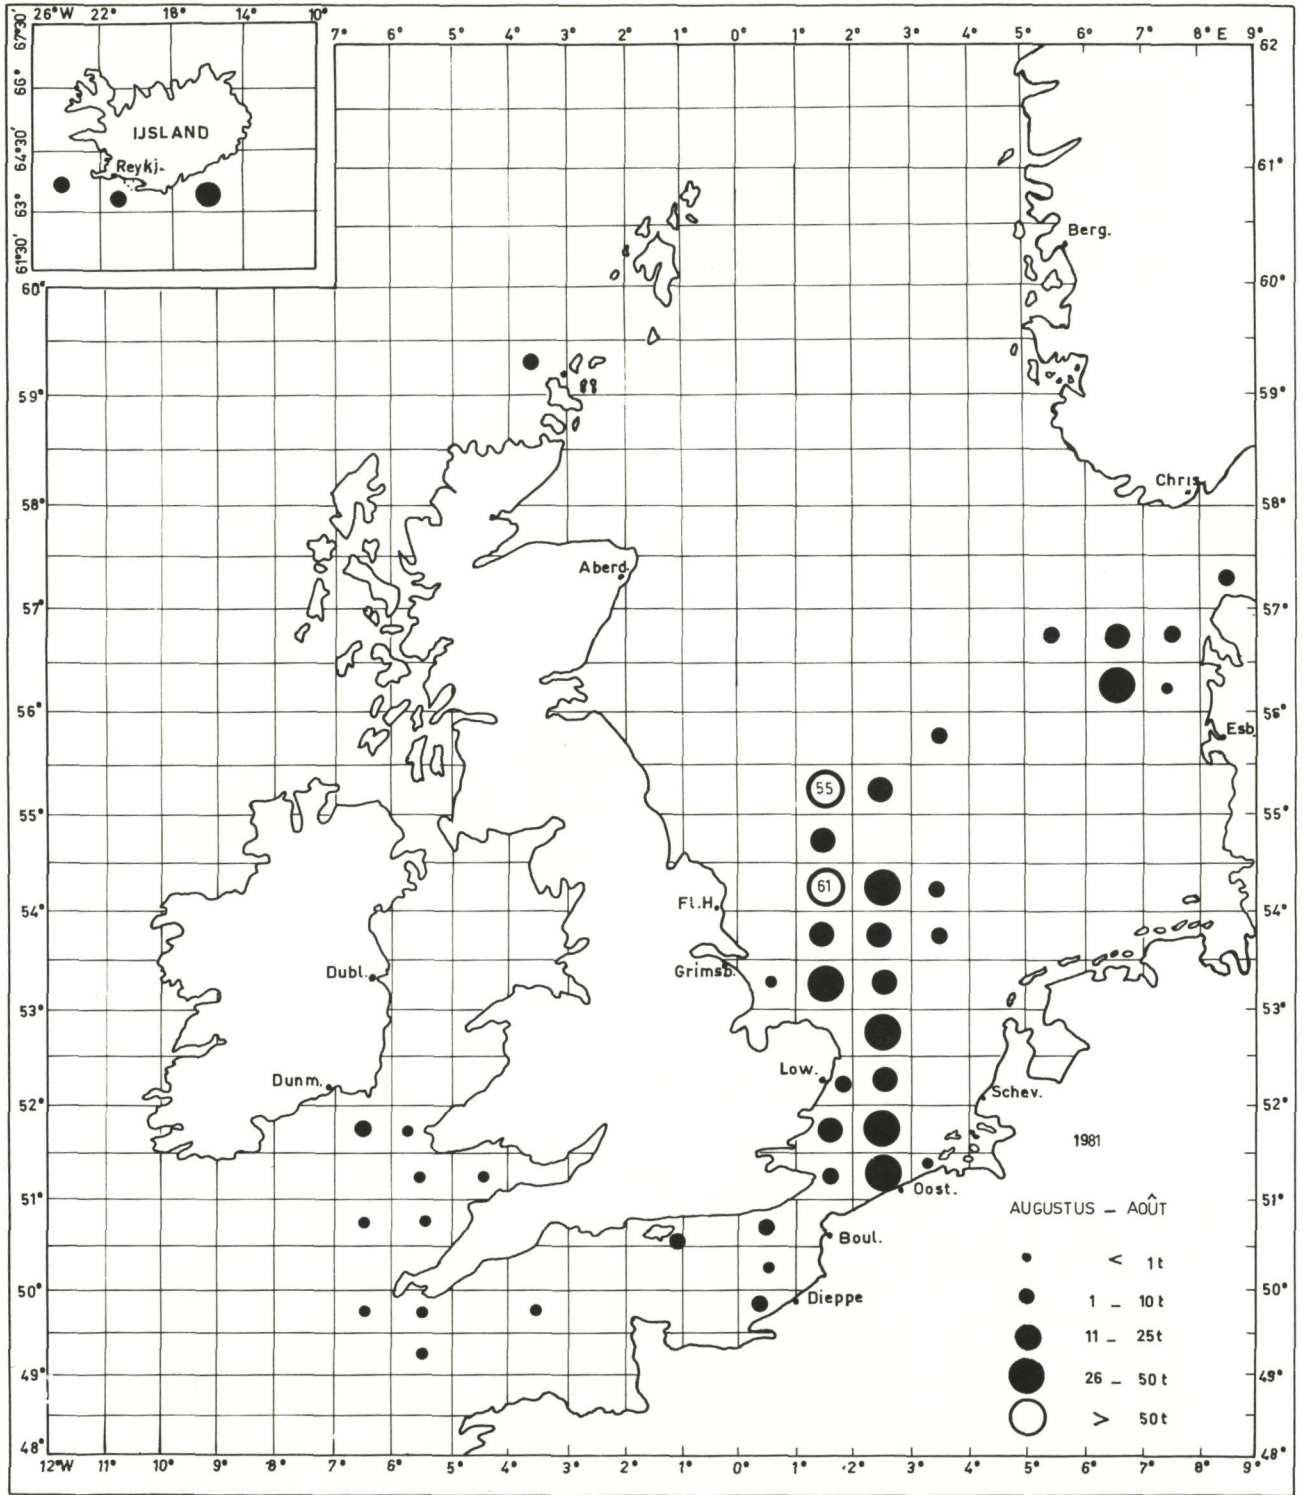 26°W 22° 18° 14° 10°
67°30'
66°
64°30'
63°
61°30'
IJSLAND
Reykj.
7° 6° 5° 4° 3° 2° 1° 0° 1° 2° 3° 4° 5° 6° 7° 8° E 9°
62
61°
Berg.
60° 60°
59° 59°
Chris
58° 58°
Aberd.
57° 57°
56° 56°
Esb.
55
55° 55°
61
Fl.H.
54° 54°
Dubl.
Grimsb.
53° 53°
Dunm.
Low.
Schev.
52° 52°
1981
51° 51°
Oost.
AUGUSTUS – AOÛT
Boul.
< 1t
50° 50°
Dieppe
1 – 10 t
11 – 25t
49° 49°
26 – 50 t
> 50t
48° 48°
12°W 11° 10° 9° 8° 7° 6° 5° 4° 3° 2° 1° 0° 1° 2° 3° 4° 5° 6° 7° 8° 9°